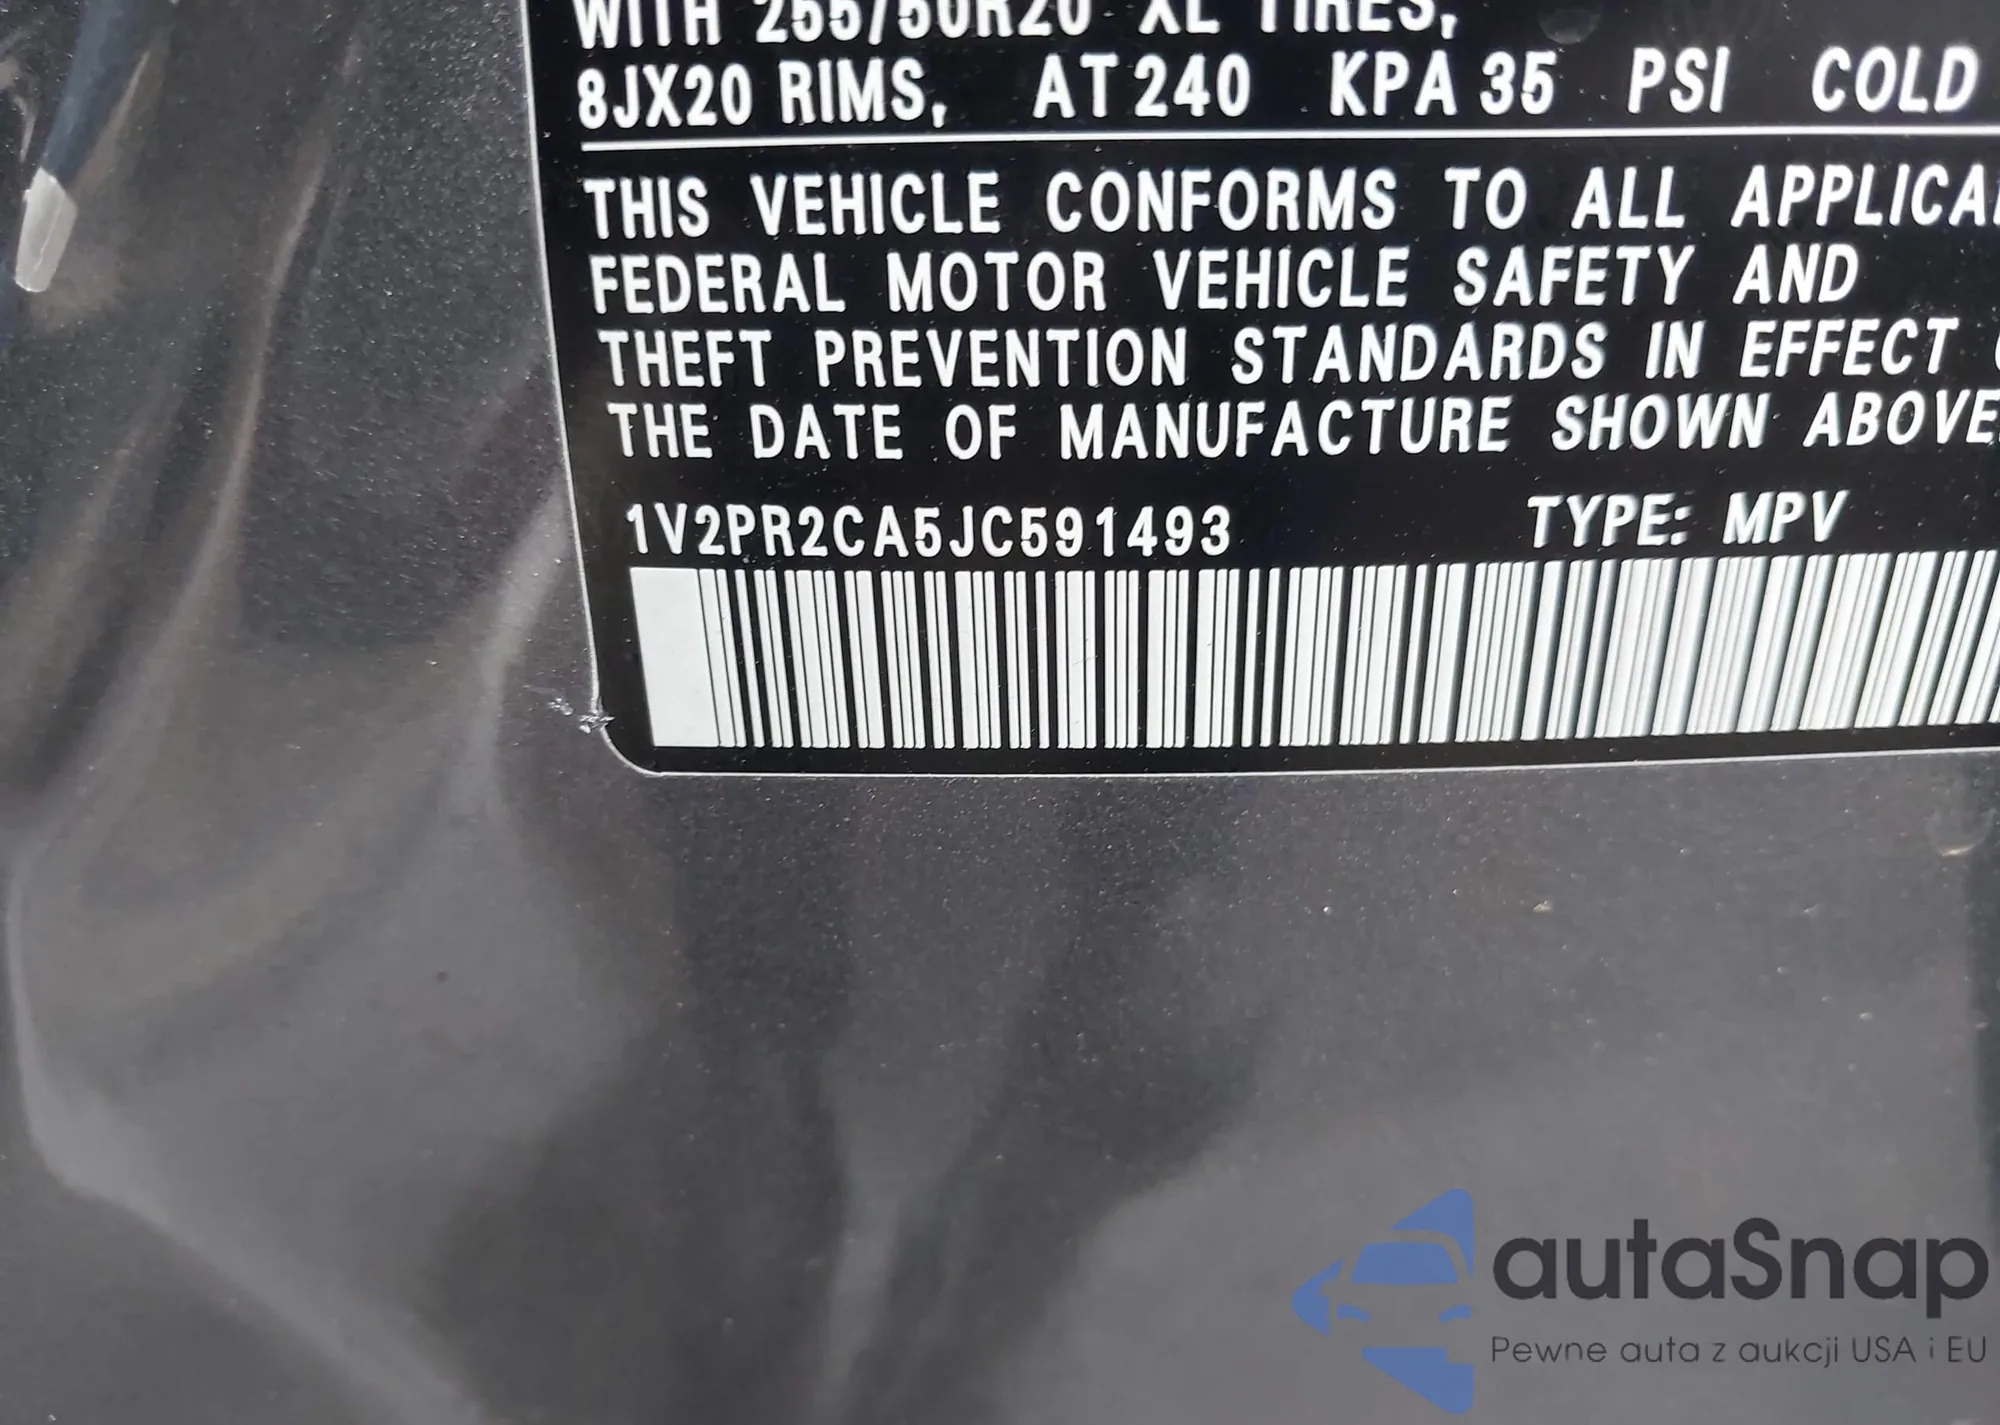 WITH 255/50R20 XL TIRES,
8JX20 RIMS, AT 240 KPA 35 PSI COLD
THIS VEHICLE CONFORMS TO ALL
FEDERAL MOTOR VEHICLE SAFETY AND
THEFT PREVENTION STANDARDS IN EFFECT
THE DATE OF MANUFACTURE SHOWN ABOVE.
1V2PR2CA5JC591493 TYPE: MPV
autaSnap
Pewne auta z aukcji USA i EU